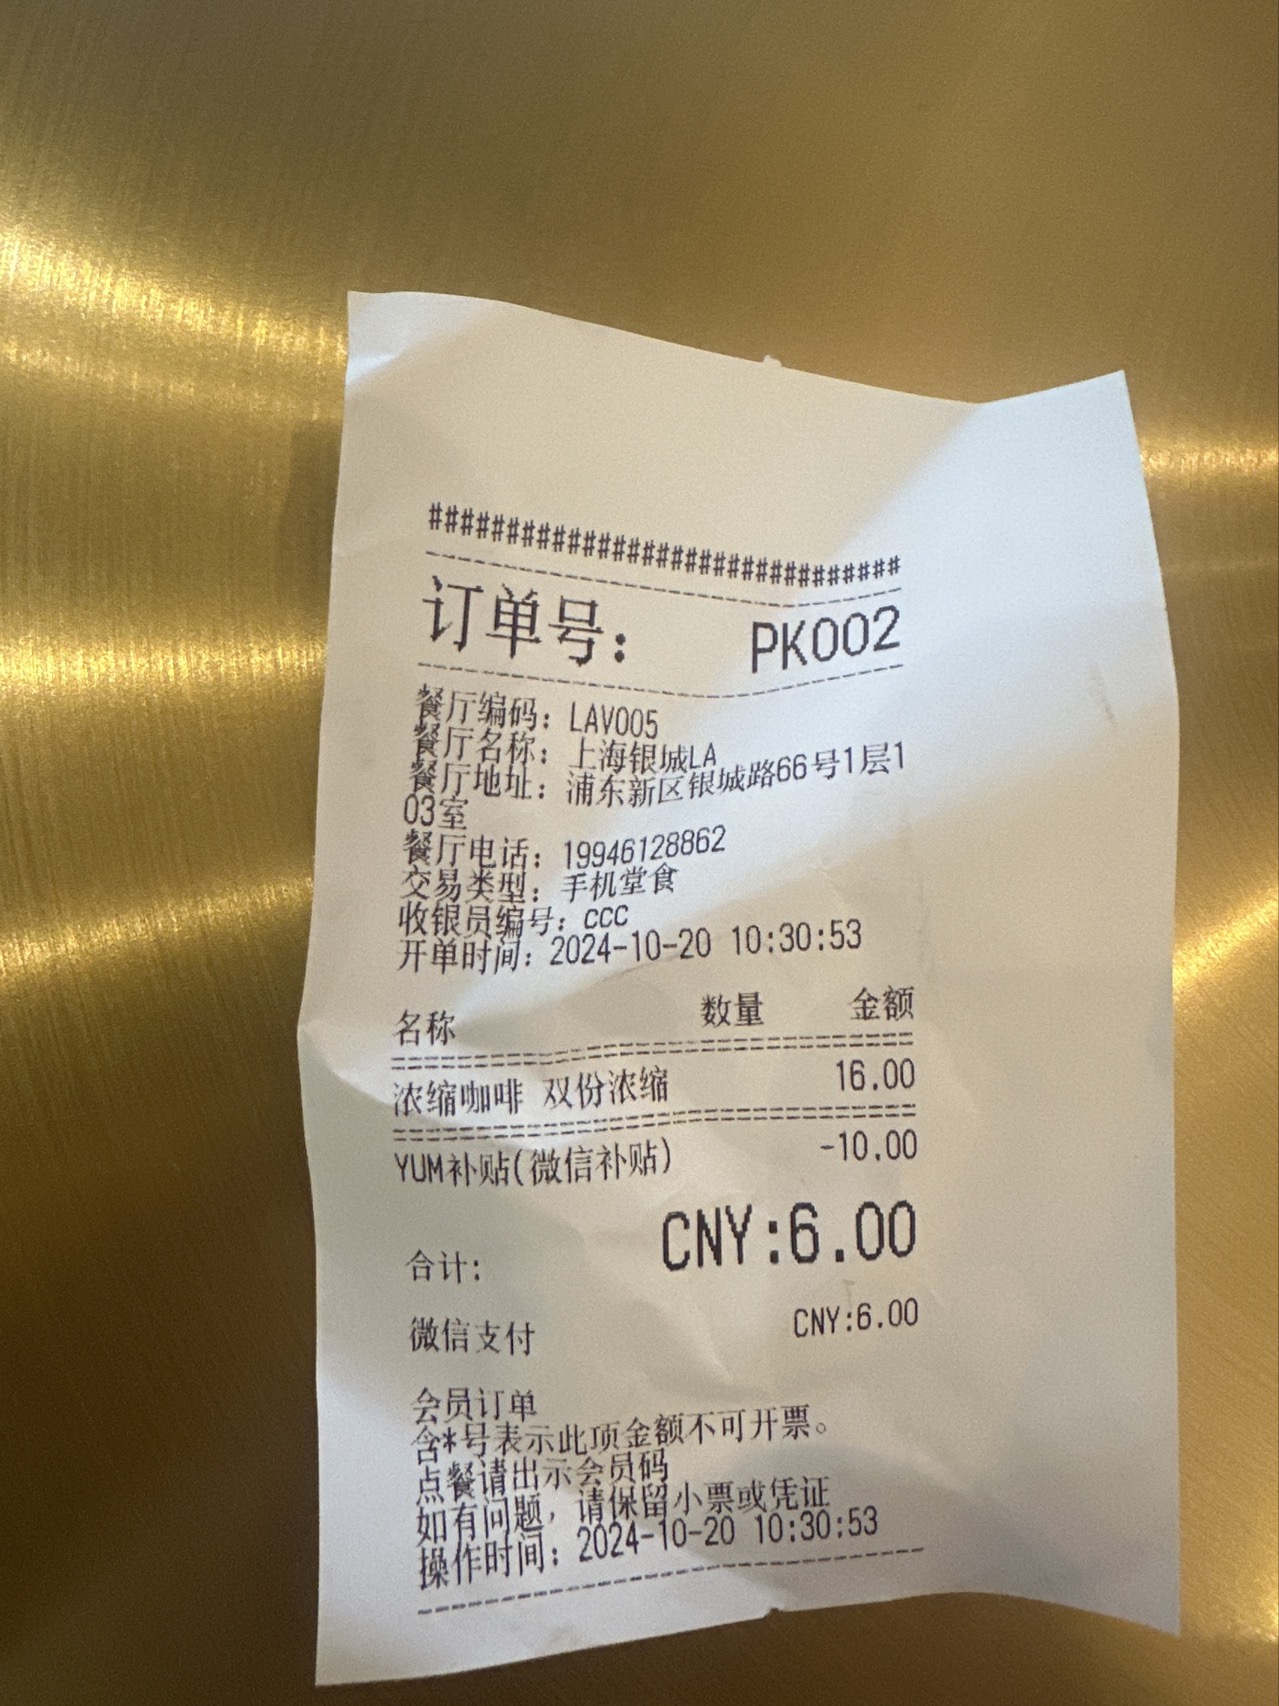 ##############################
订单号： PK002
餐厅编码：LAV005
餐厅名称：上海银城LA
餐厅地址：浦东新区银城路66号1层1
03室
餐厅电话：19946128862
交易类型：手机堂食
收银员编号：ccc
开单时间：2024-10-20 10:30:53
名称 数量 金额
浓缩咖啡 双份浓缩 16.00
YUM补贴(微信补贴) -10.00
合计: CNY:6.00
微信支付 CNY:6.00
会员订单
含*号表示此项金额不可开票。
点餐请出示会员码
如有问题，请保留小票或凭证
操作时间：2024-10-20 10:30:53